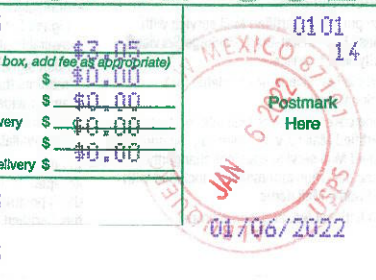 $3.05
0101
14
box, add fee as appropriate)
$ $0.00
$ $0.00
very $ $0.00
$ $0.00
elivery $
Postmark
Here
MEXICO 87101
JAN 6 2022
USPS
01/06/2022